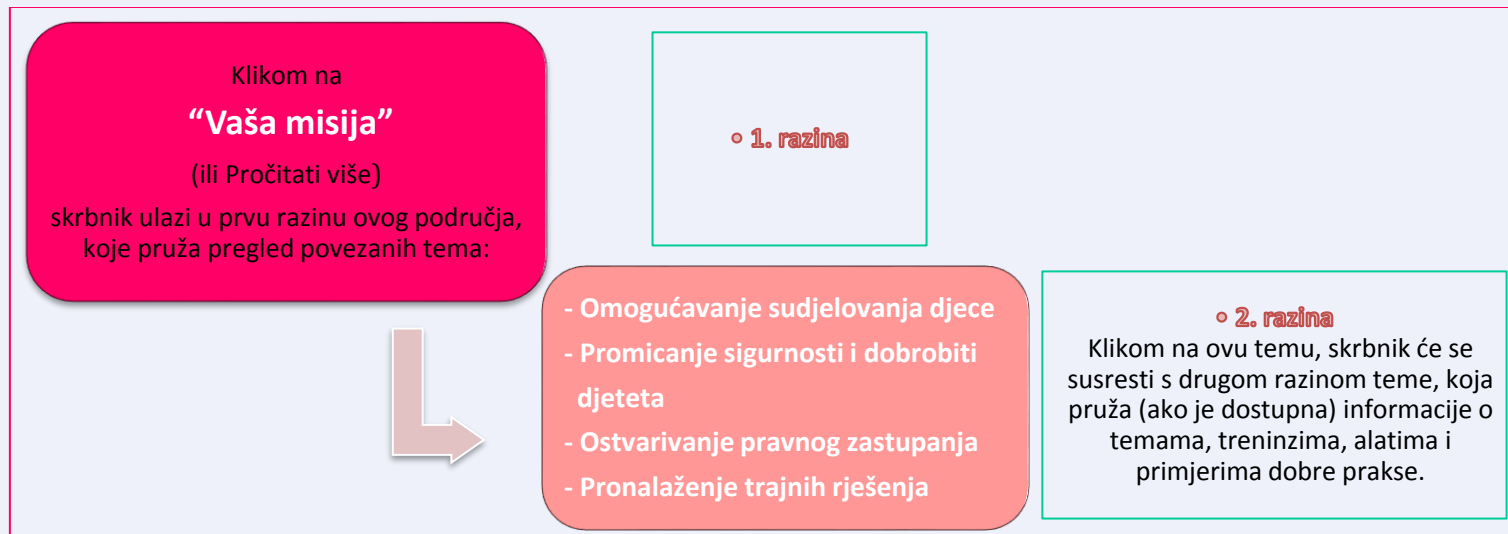 Klikom na
“Vaša misija”
(ili Pročitati više)
skrbnik ulazi u prvu razinu ovog područja,
koje pruža pregled povezanih tema:
• 1. razina
- Omogućavanje sudjelovanja djece
- Promicanje sigurnosti i dobrobiti
djeteta
- Ostvarivanje pravnog zastupanja
- Pronalaženje trajnih rješenja
• 2. razina
Klikom na ovu temu, skrbnik će se
susresti s drugom razinom teme, koja
pruža (ako je dostupna) informacije o
temama, treninzima, alatima i
primjerima dobre prakse.